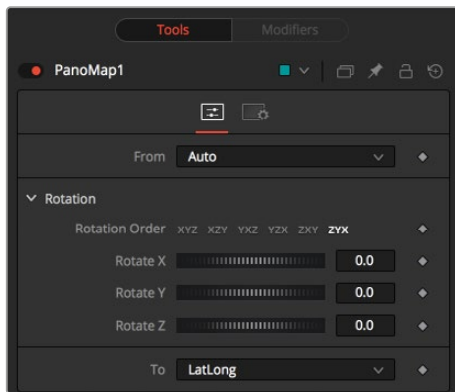 Tools Modifiers
PanoMap1
From Auto
Rotation
Rotation Order XYZ XZY YXZ YZX ZXY ZYX
Rotate X 0.0
Rotate Y 0.0
Rotate Z 0.0
To LatLong